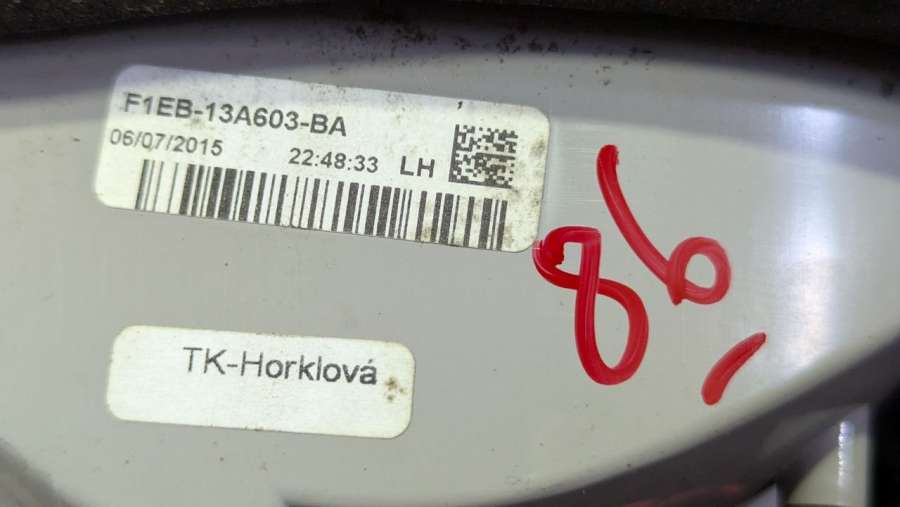 F1EB-13A603-BA
06/07/2015 22:48:33 LH
TK-Horklová
86